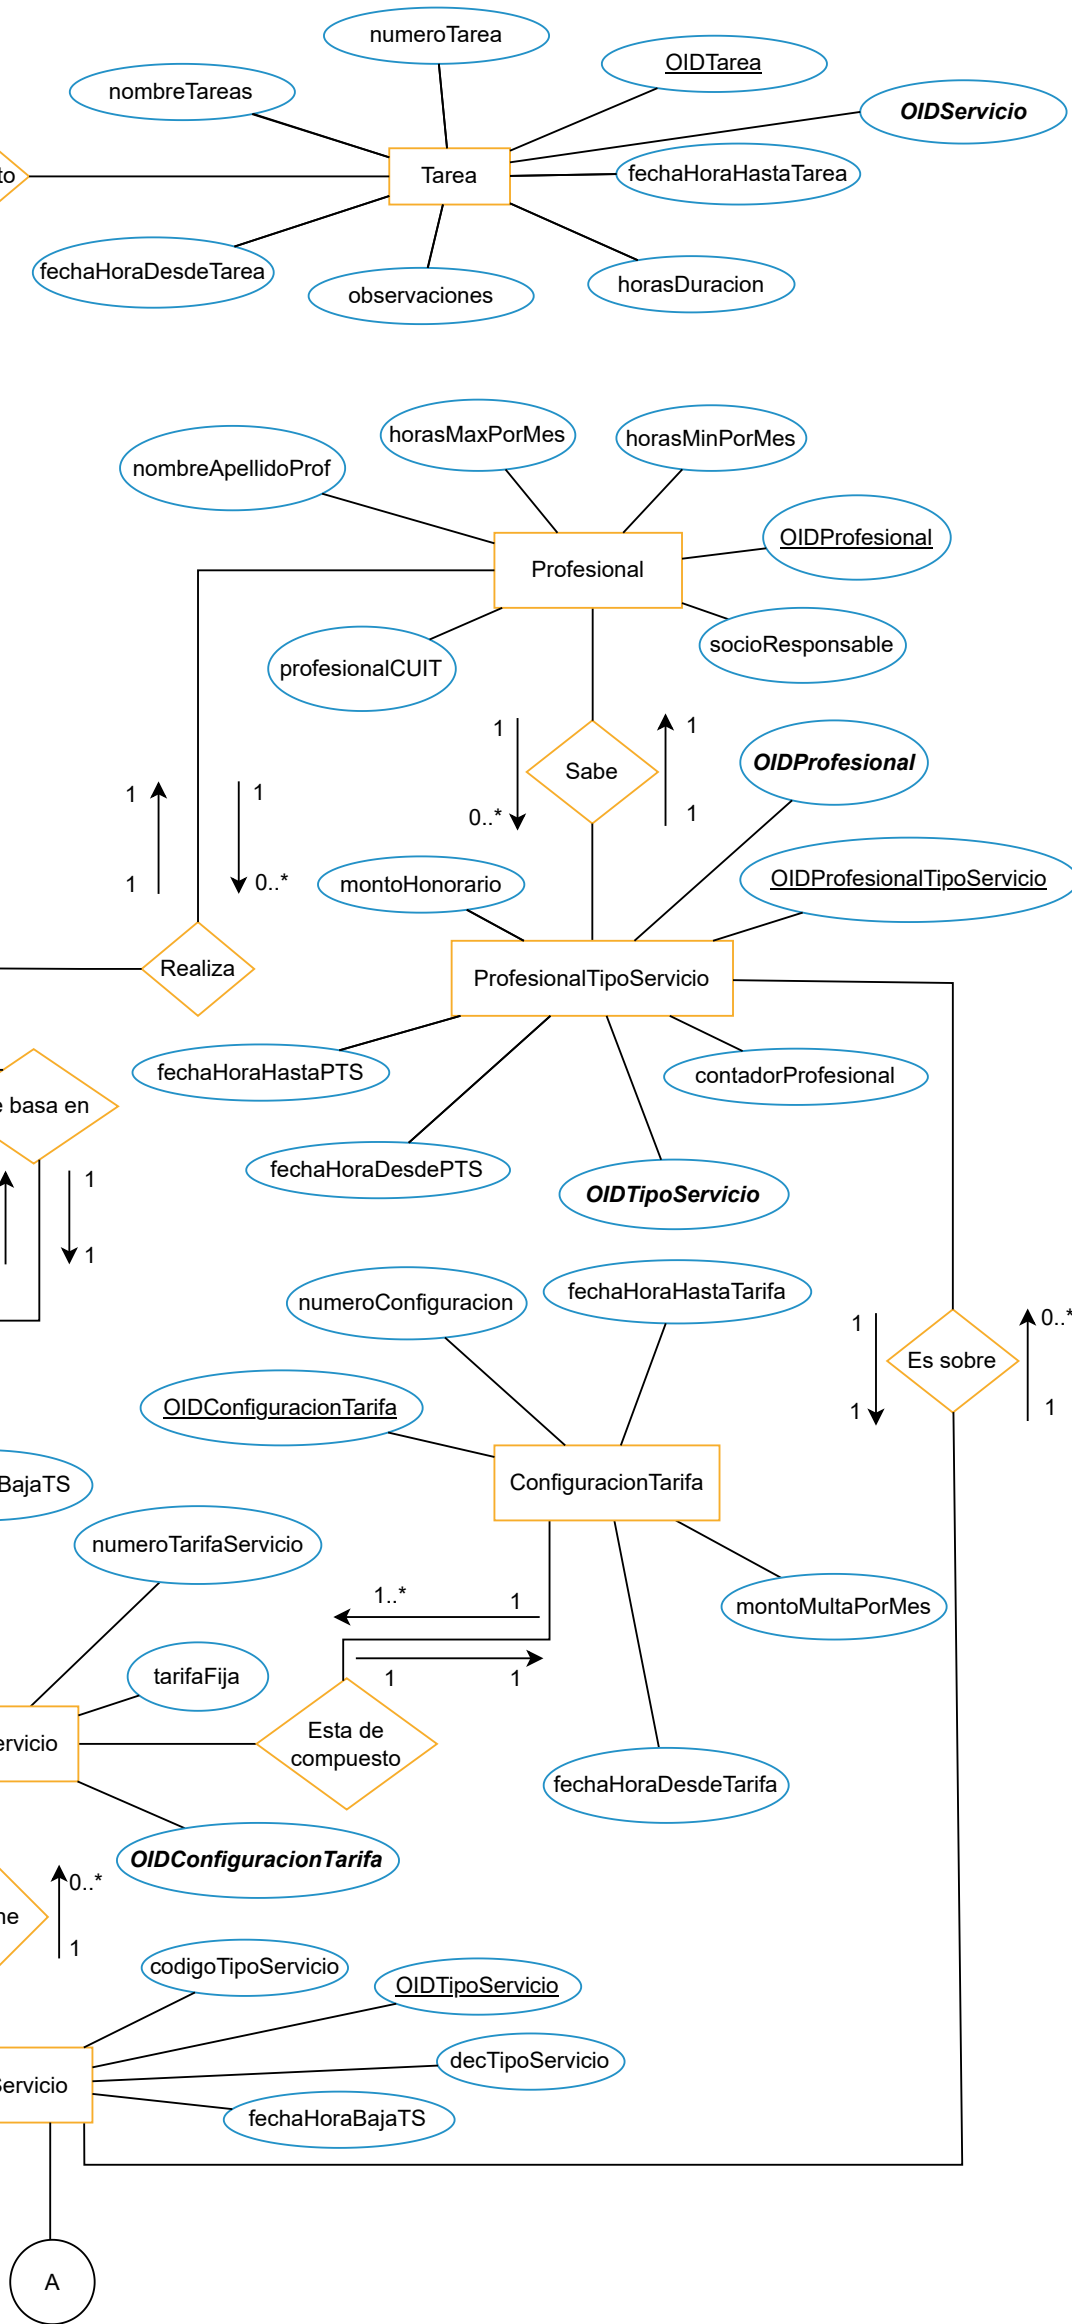 numeroTarea
OIDTarea
nombreTareas
OIDServicio
to
Tarea
fechaHoraHastaTarea
fechaHoraDesdeTarea
observaciones
horasDuracion
horasMaxPorMes
horasMinPorMes
nombreApellidoProf
OIDProfesional
Profesional
socioResponsable
profesionalCUIT
1
1
Sabe
OIDProfesional
1
1
0..*
1
1
0..*
montoHonorario
OIDProfesionalTipoServicio
Realiza
ProfesionalTipoServicio
fechaHoraHastaPTS
contadorProfesional
e basa en
fechaHoraDesdePTS
1
OIDTipoServicio
1
fechaHoraHastaTarifa
numeroConfiguracion
0..*
1
Es sobre
OIDConfiguracionTarifa
1
1
BajaTS
ConfiguracionTarifa
numeroTarifaServicio
1..*
1
montoMultaPorMes
tarifaFija
1
1
Esta de
compuesto
ervicio
fechaHoraDesdeTarifa
OIDConfiguracionTarifa
0..*
ne
1
codigoTipoServicio
OIDTipoServicio
decTipoServicio
Servicio
fechaHoraBajaTS
A